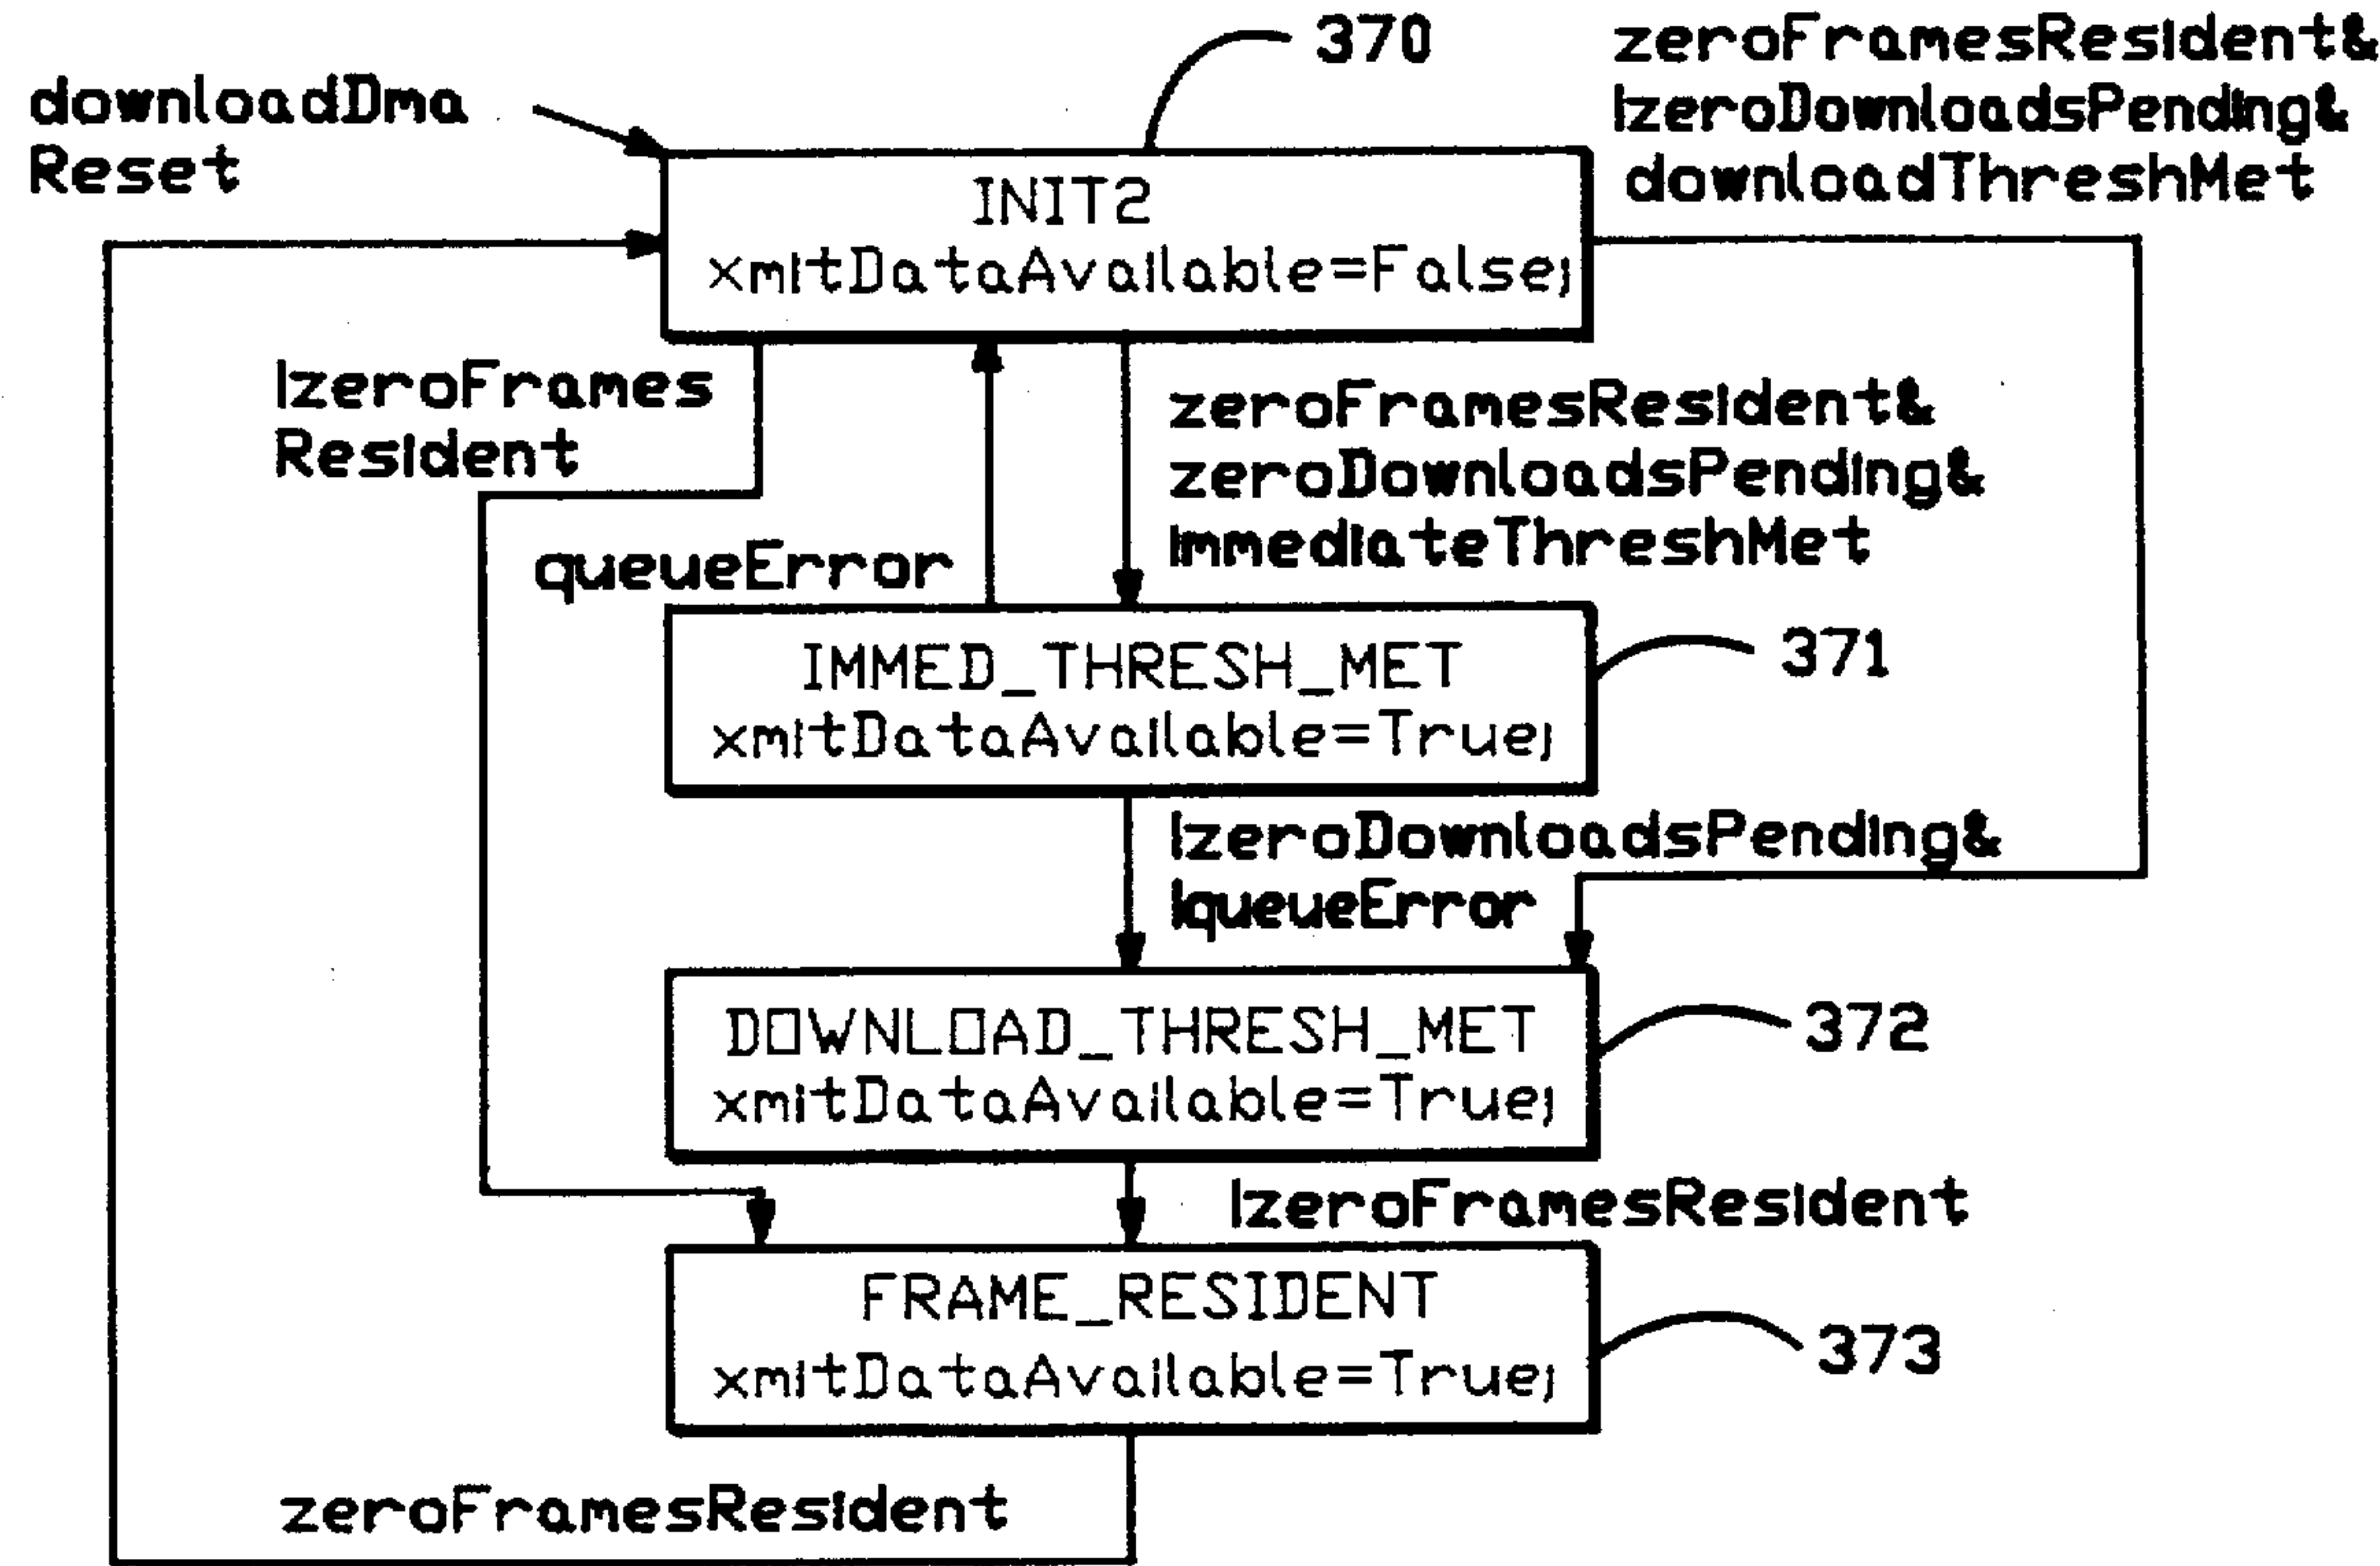 370
zeroFramesResident&
!zeroDownloadsPending&
downloadThreshMet
downloadDma
Reset
INIT2
xmitDataAvailable=False;
!zeroFrames
Resident
zeroFramesResident&
zeroDownloadsPending&
immediateThreshMet
queueError
IMMED_THRESH_MET
xmitDataAvailable=True;
371
!zeroDownloadsPending&
!queueError
DOWNLOAD_THRESH_MET
xmitDataAvailable=True;
372
!zeroFramesResident
FRAME_RESIDENT
xmitDataAvailable=True;
373
zeroFramesResident